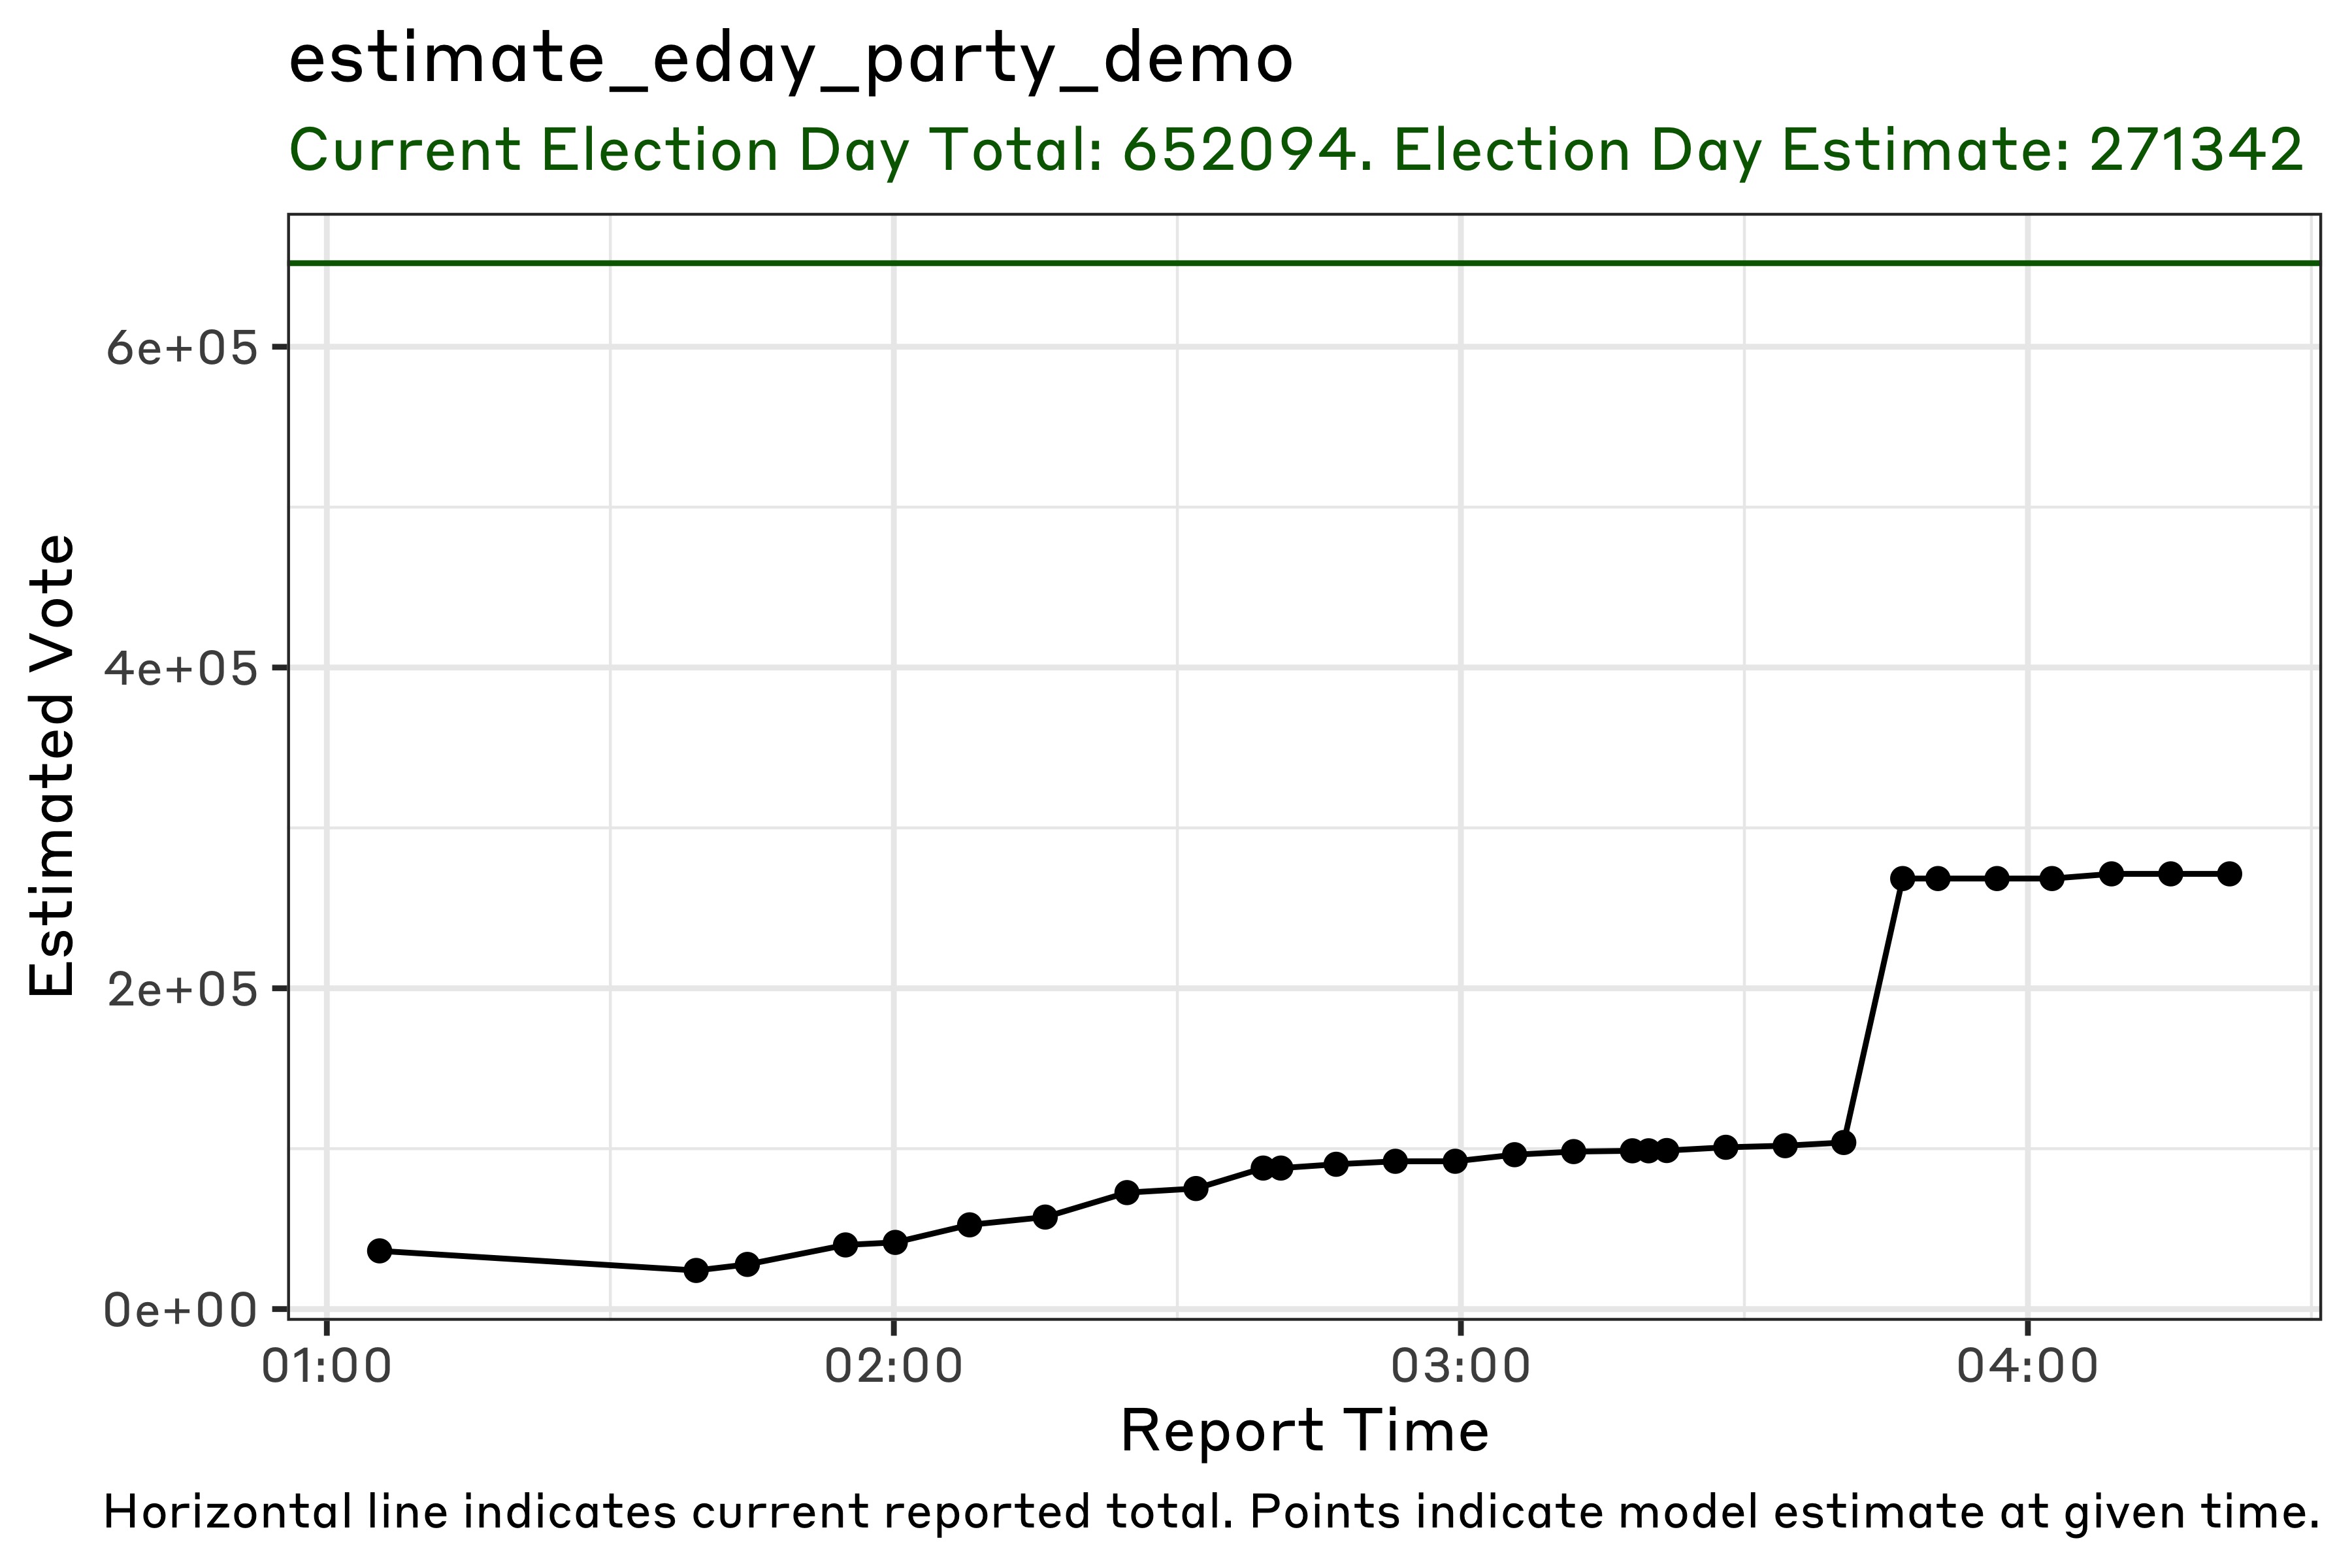 estimate_eday_party_demo
Current Election Day Total: 652094. Election Day Estimate: 271342
Estimated Vote
6e+05
4e+05
2e+05
0e+00
01:00 02:00 03:00 04:00
Report Time
Horizontal line indicates current reported total. Points indicate model estimate at given time.